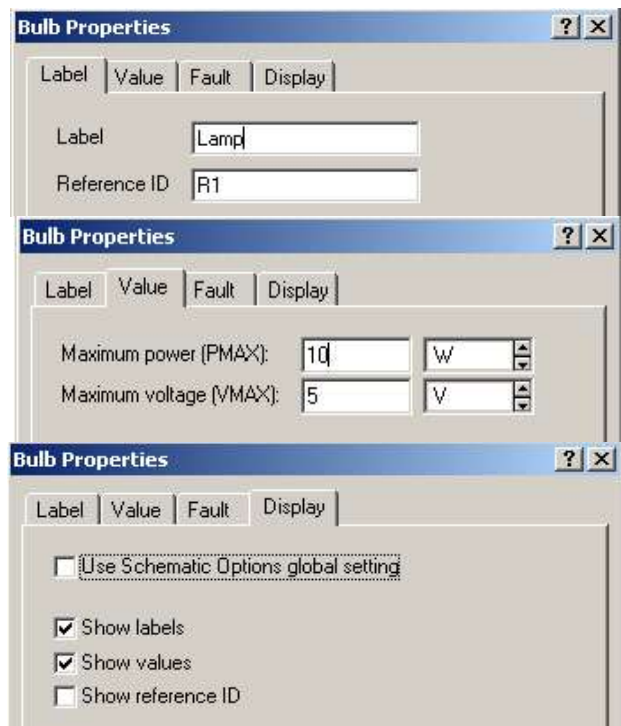 Bulb Properties
Label Value Fault Display
Label Lamp
Reference ID R1
Bulb Properties
Label Value Fault Display
Maximum power (PMAX): 10 W
Maximum voltage (VMAX): 5 V
Bulb Properties
Label Value Fault Display
Use Schematic Options global setting
Show labels
Show values
Show reference ID